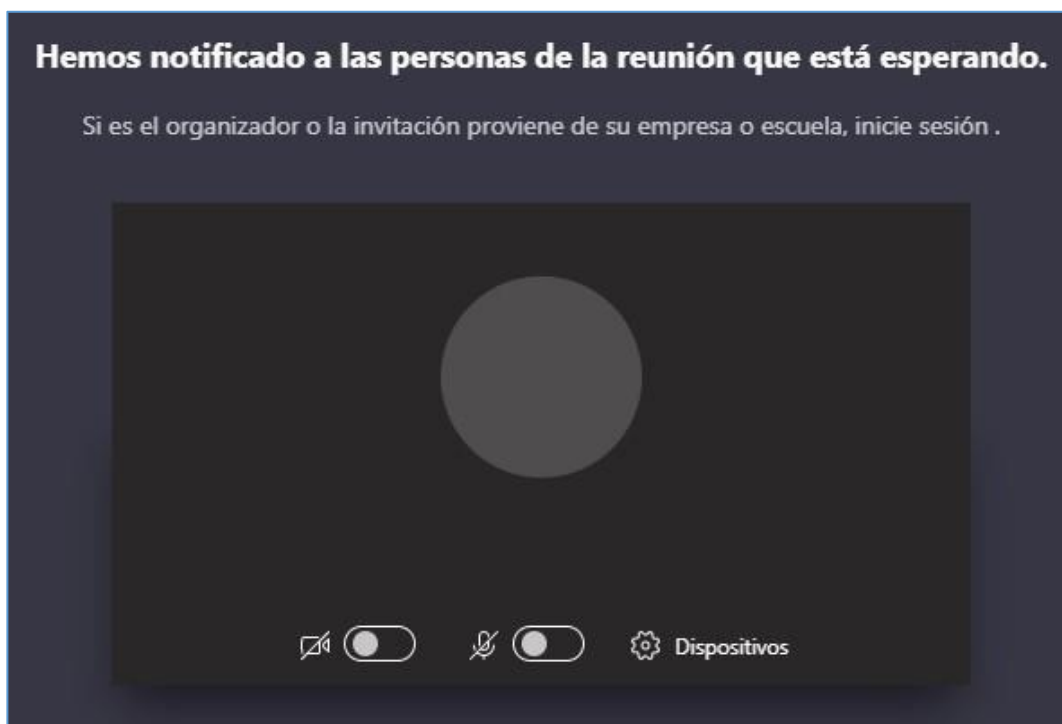 Hemos notificado a las personas de la reunión que está esperando.
Si es el organizador o la invitación proviene de su empresa o escuela, inicie sesión .
Dispositivos